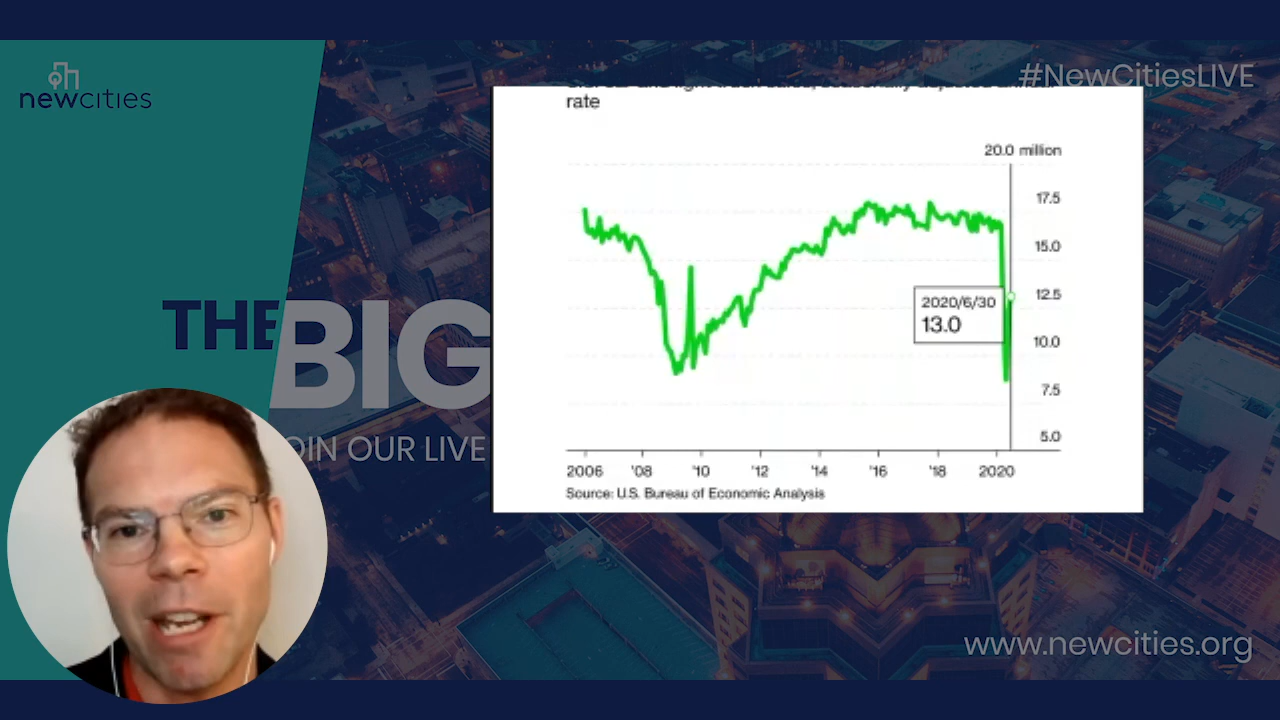 newcities
#NewCitiesLIVE
rate
20.0 million
17.5
15.0
12.5
10.0
7.5
5.0
2020/6/30
13.0
2006 '08 '10 '12 '14 '16 '18 2020
Source: U.S. Bureau of Economic Analysis
THE BIG
OIN OUR LIVE
www.newcities.org